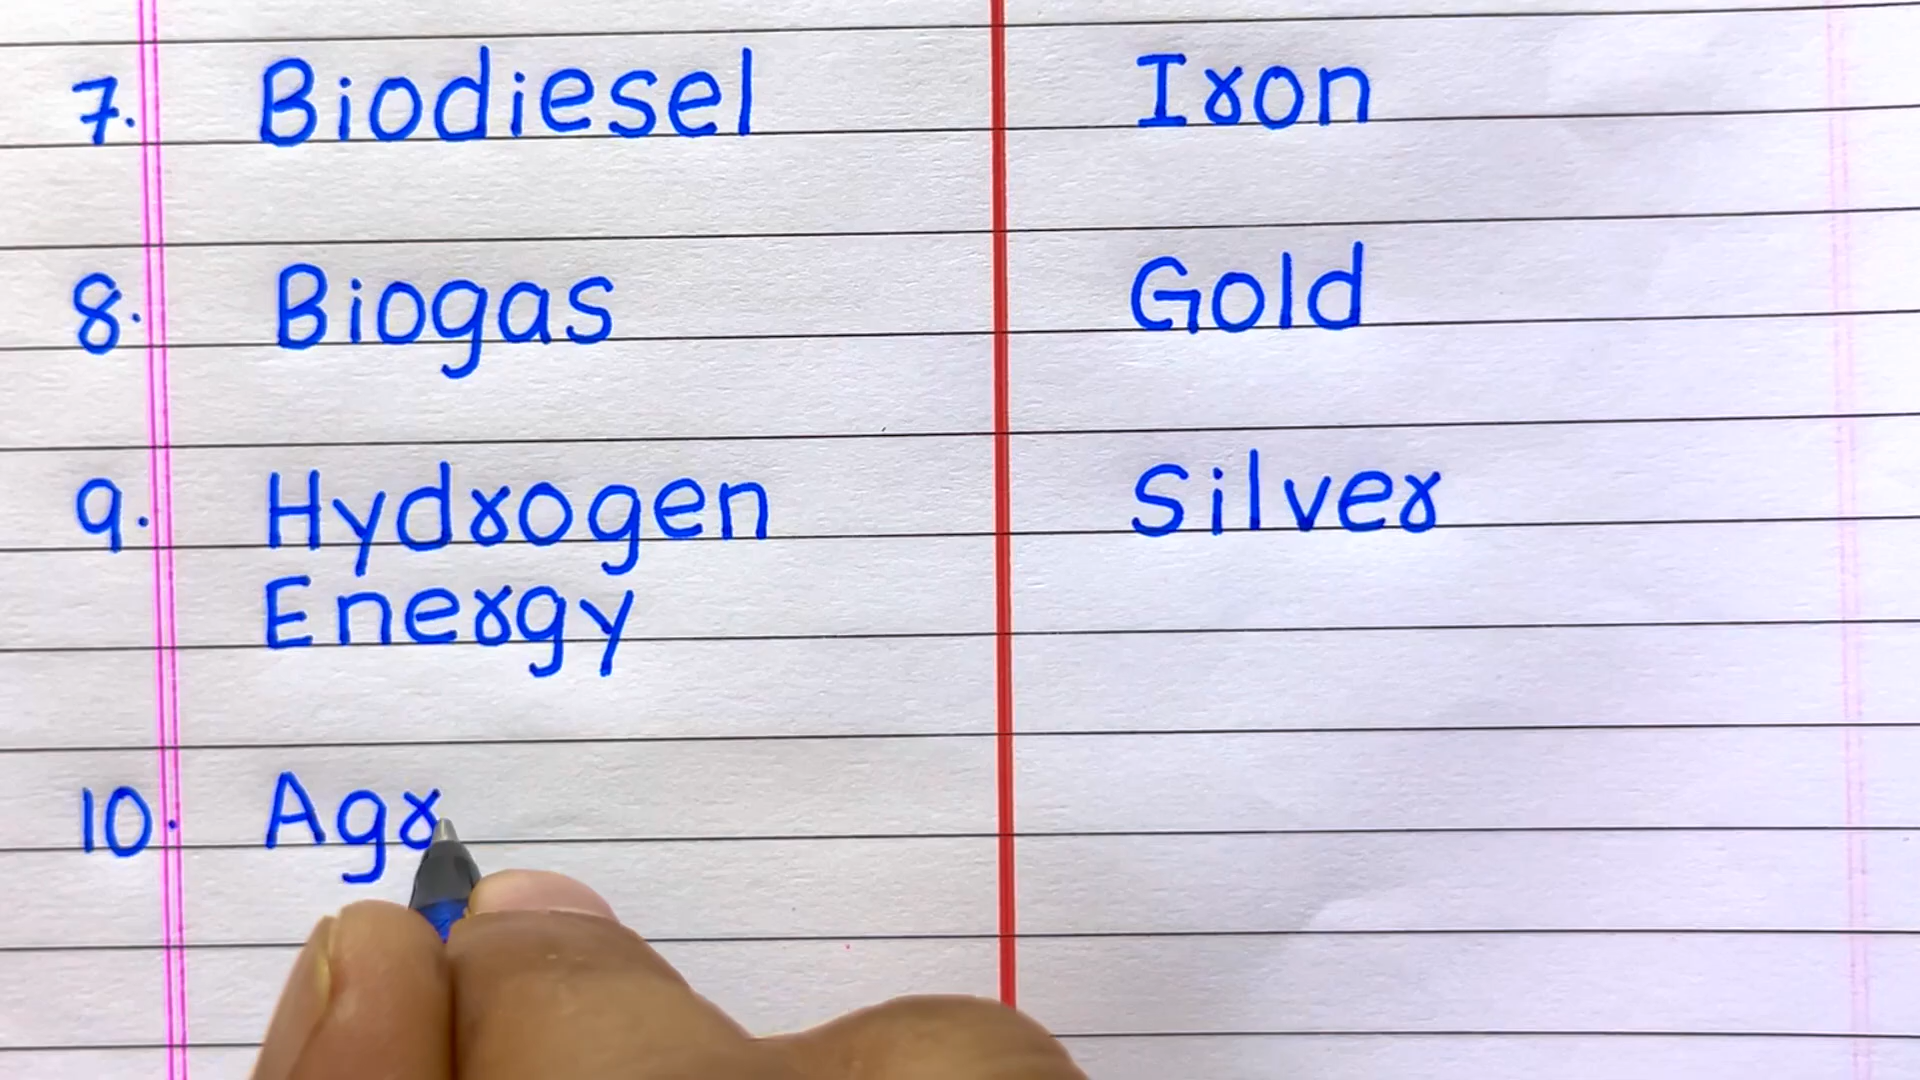 7. Biodiesel Iron
8. Biogas Gold
9. Hydrogen Silver
Energy
10. Agr